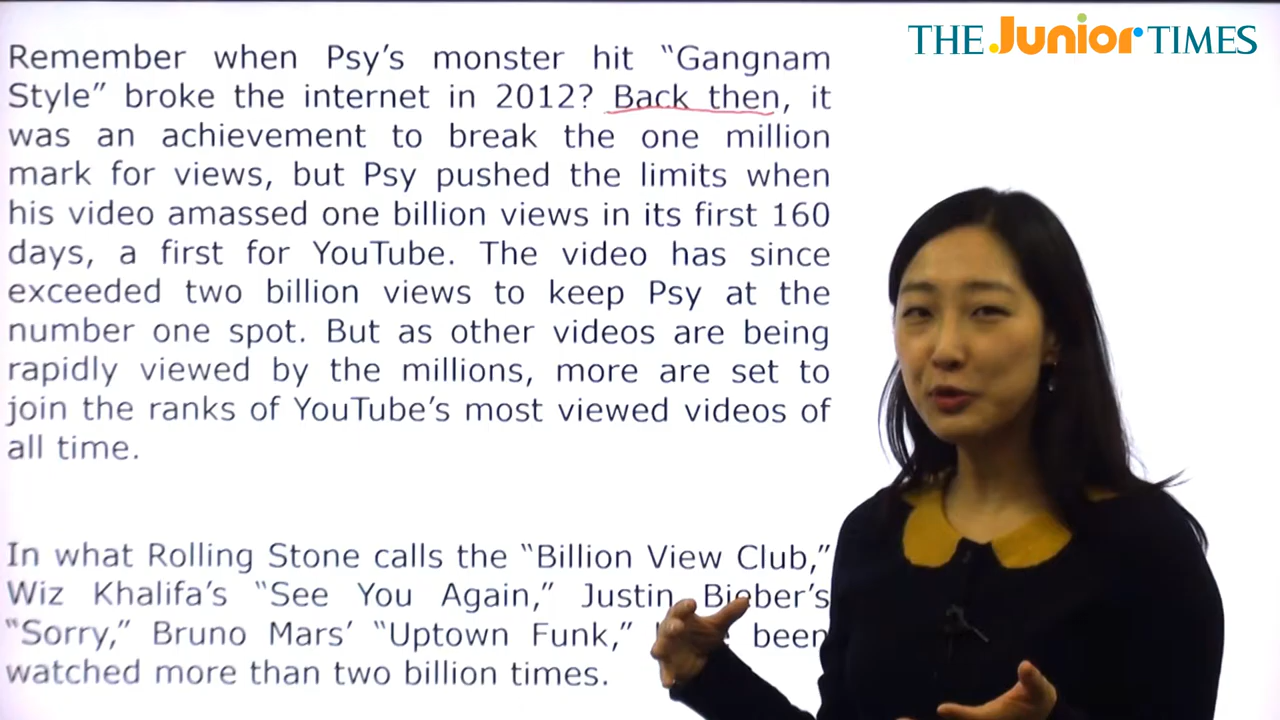 THE Junior TIMES
Remember when Psy's monster hit “Gangnam
Style” broke the internet in 2012? Back then, it
was an achievement to break the one million
mark for views, but Psy pushed the limits when
his video amassed one billion views in its first 160
days, a first for YouTube. The video has since
exceeded two billion views to keep Psy at the
number one spot. But as other videos are being
rapidly viewed by the millions, more are set to
join the ranks of YouTube's most viewed videos of
all time.
In what Rolling Stone calls the “Billion View Club,”
Wiz Khalifa's “See You Again,” Justin Bieber's
“Sorry,” Bruno Mars' “Uptown Funk,” been
watched more than two billion times.